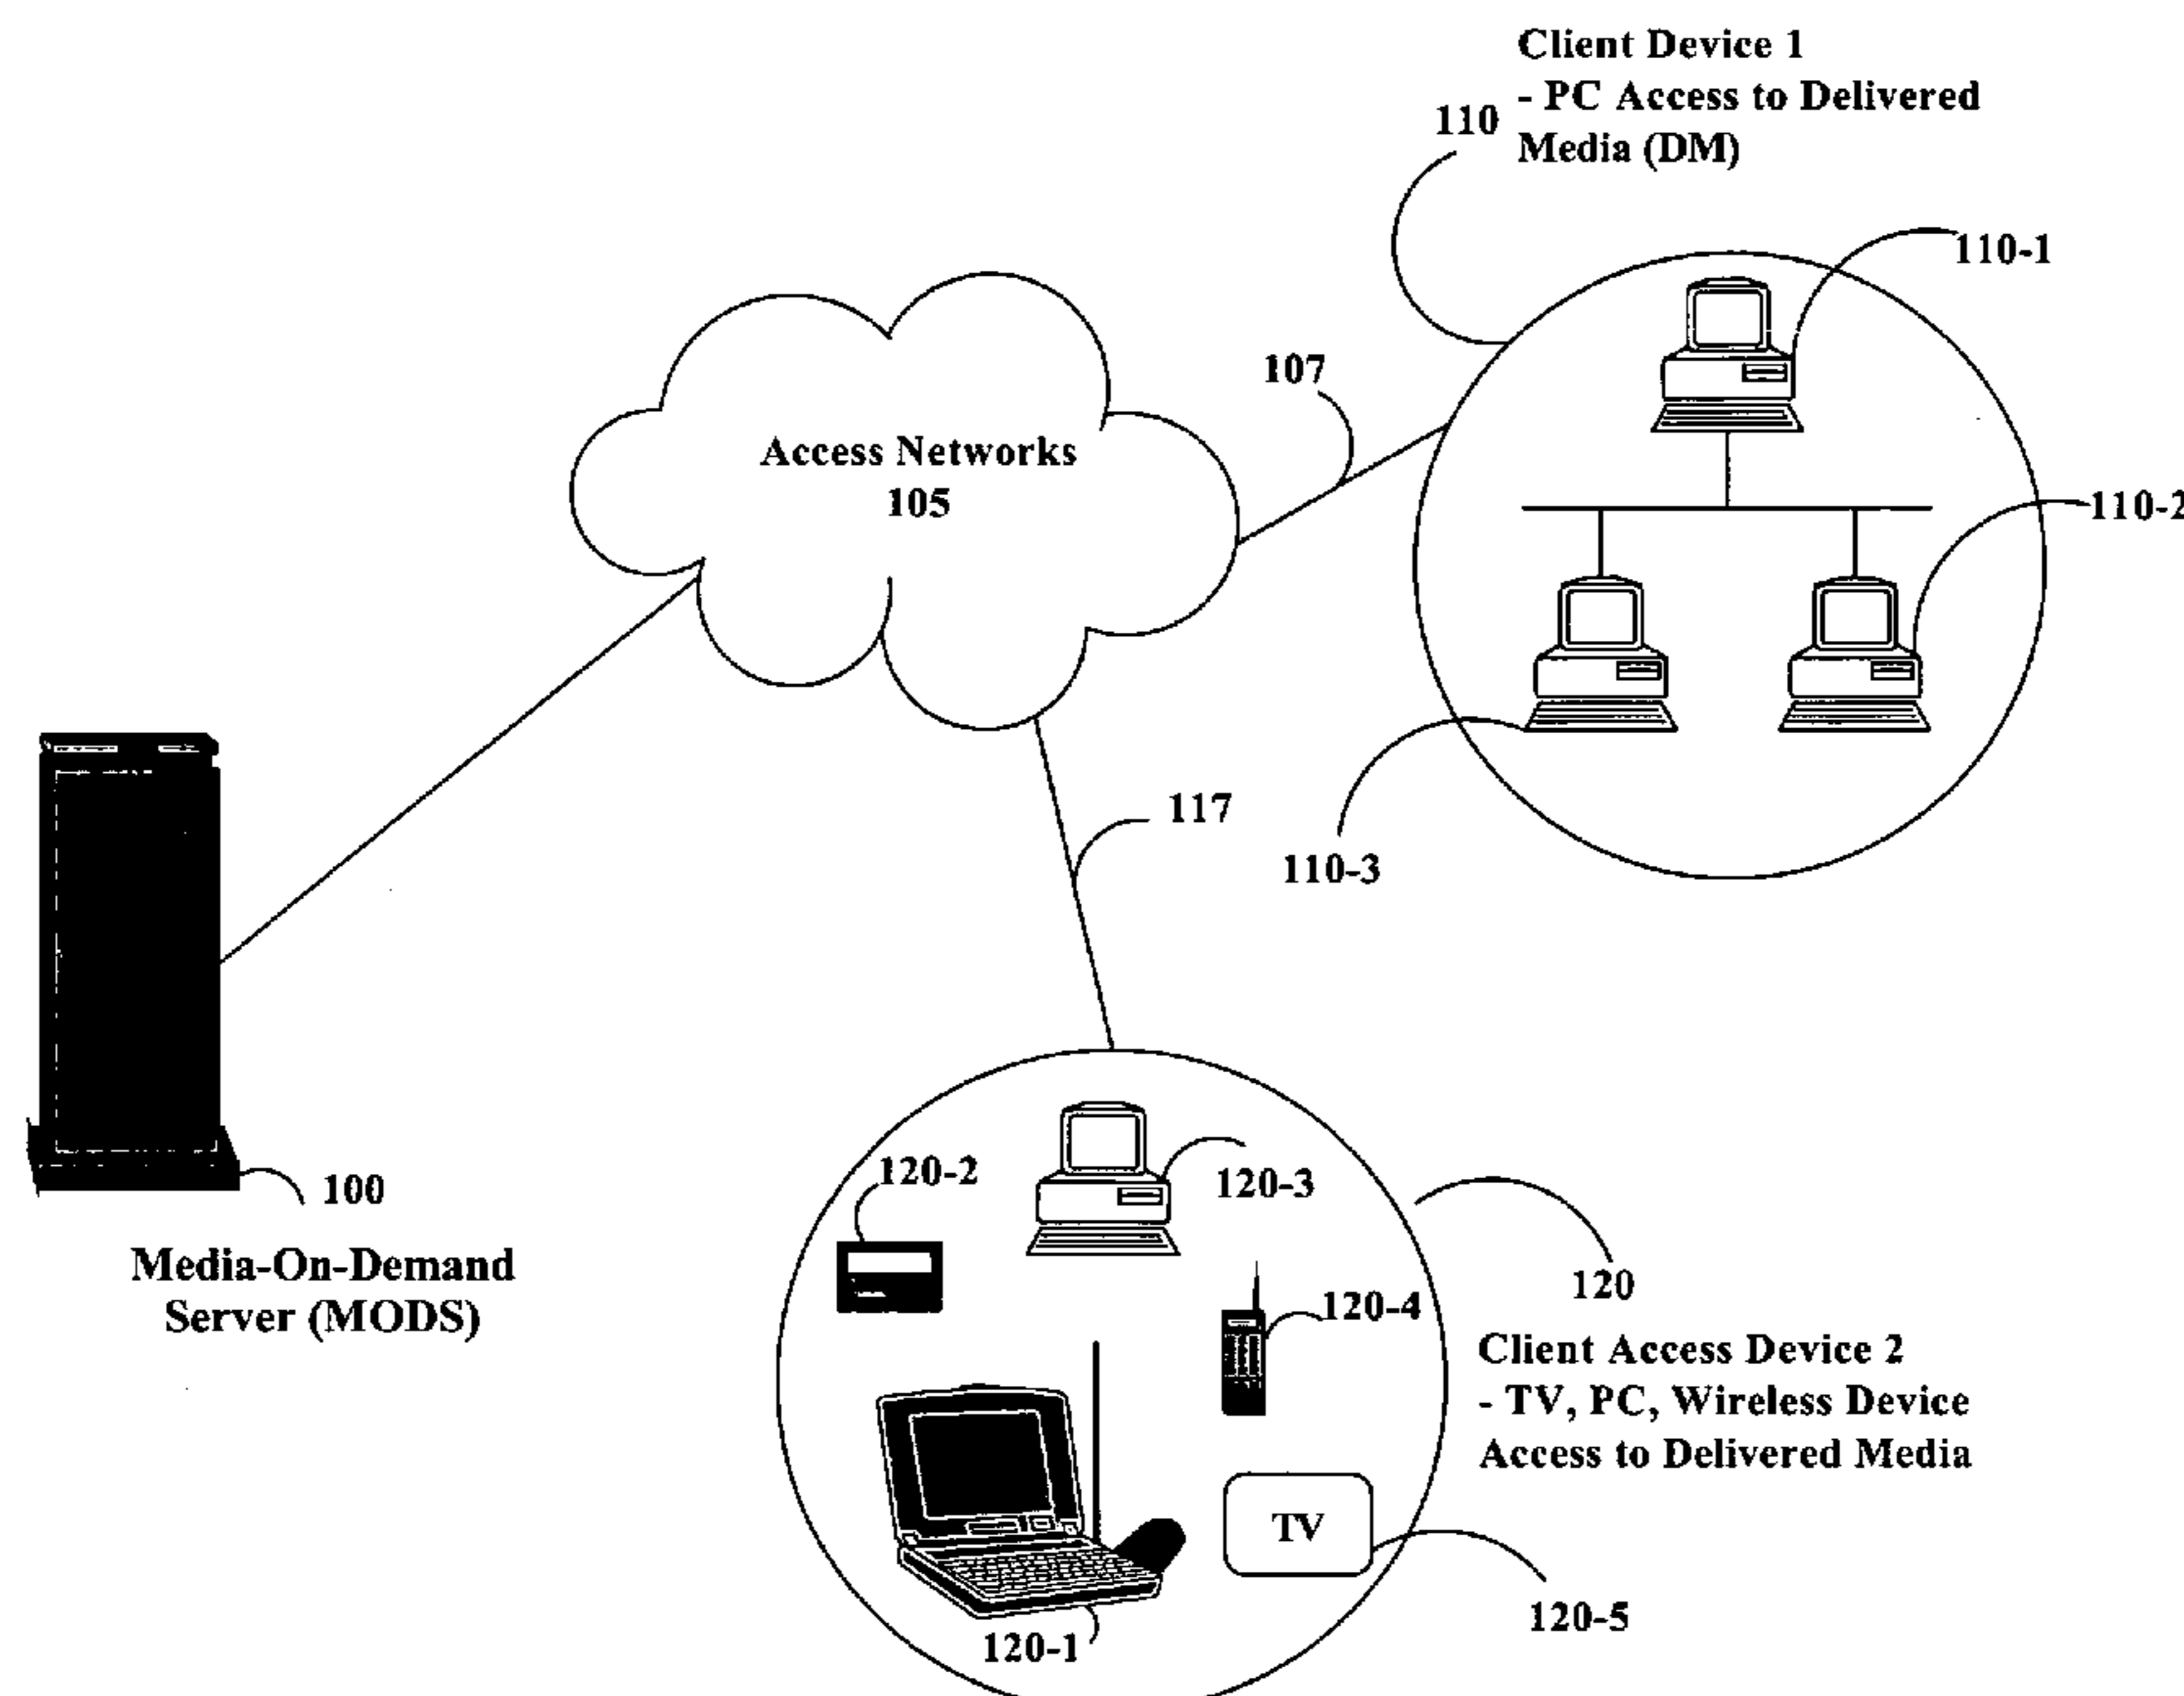 Client Device 1
- PC Access to Delivered
Media (DM)
110
110-1
107
Access Networks
105
110-2
117
110-3
120-2
120-3
100
120
120-4
Media-On-Demand
Server (MODS)
Client Access Device 2
- TV, PC, Wireless Device
Access to Delivered Media
TV
120-5
120-1